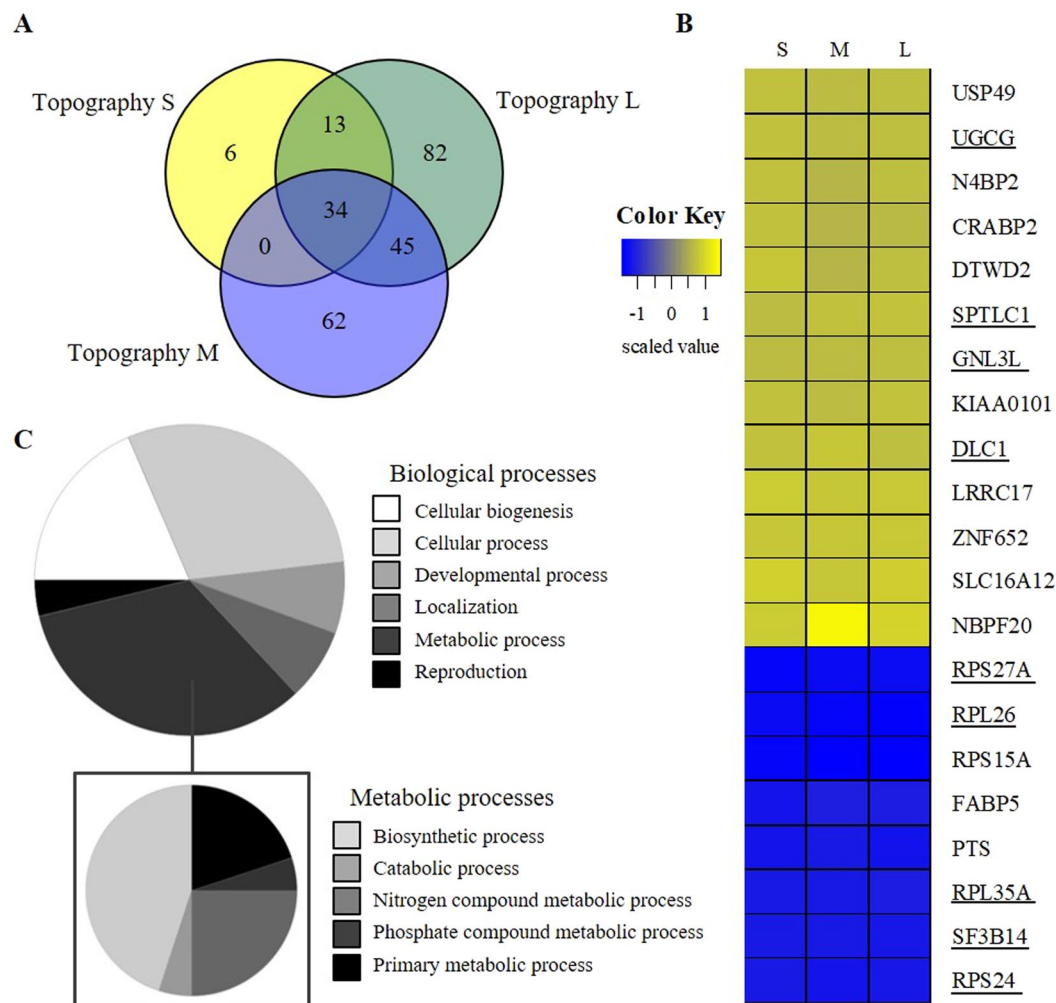 A
Topography S
Topography L
13
6
82
34
0
45
62
Topography M
B
S M L
Color Key
-1 0 1
scaled value
USP49
UGCG
N4BP2
CRABP2
DTWD2
SPTLC1
GNL3L
KIAA0101
DLC1
LRRC17
ZNF652
SLC16A12
NBPF20
RPS27A
RPL26
RPS15A
FABP5
PTS
RPL35A
SF3B14
RPS24
C
Biological processes
Cellular biogenesis
Cellular process
Developmental process
Localization
Metabolic process
Reproduction
Metabolic processes
Biosynthetic process
Catabolic process
Nitrogen compound metabolic process
Phosphate compound metabolic process
Primary metabolic process